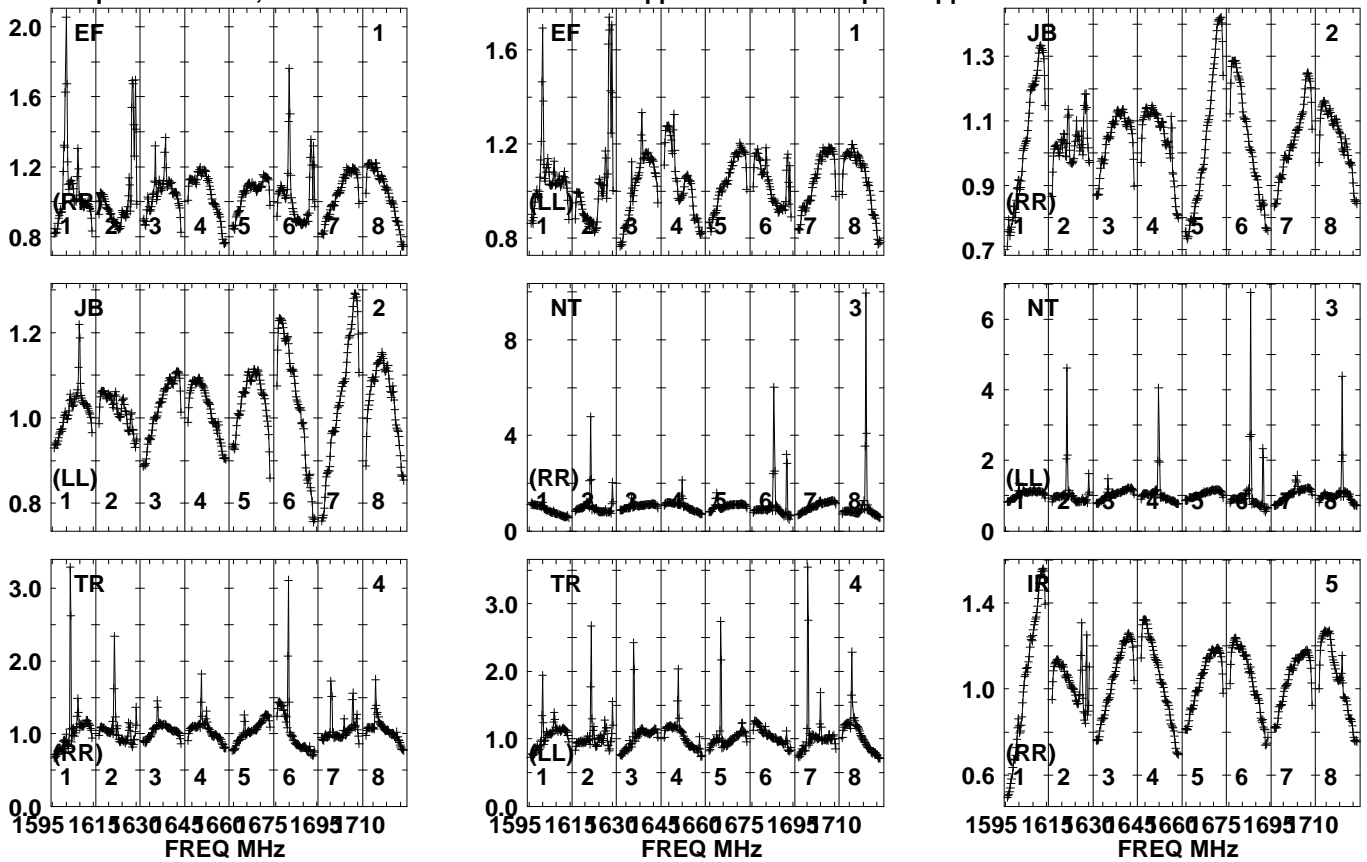 EF 1
2.0
1.6
1.2
0.8
(RR)
1 2 3 4 5 6 7 8
EF 1
1.6
1.2
0.8
(LL)
1 2 3 4 5 6 7 8
JB 2
1.3
1.1
0.9
0.7
(RR)
1 2 3 4 5 6 7 8
JB 2
1.2
1.0
0.8
(LL)
1 2 3 4 5 6 7 8
NT 3
8
4
0
(RR)
1 2 3 4 5 6 7 8
NT 3
6
4
2
0
(LL)
1 2 3 4 5 6 7 8
TR 4
3.0
2.0
1.0
0.0
(RR)
1 2 3 4 5 6 7 8
1595 1615 1630 1645 1660 1675 1695 1710
FREQ MHz
TR 4
3.0
2.0
1.0
0.0
(LL)
1 2 3 4 5 6 7 8
1595 1615 1630 1645 1660 1675 1695 1710
FREQ MHz
IR 5
1.4
1.0
0.6
(RR)
1 2 3 4 5 6 7 8
1595 1615 1630 1645 1660 1675 1695 1710
FREQ MHz